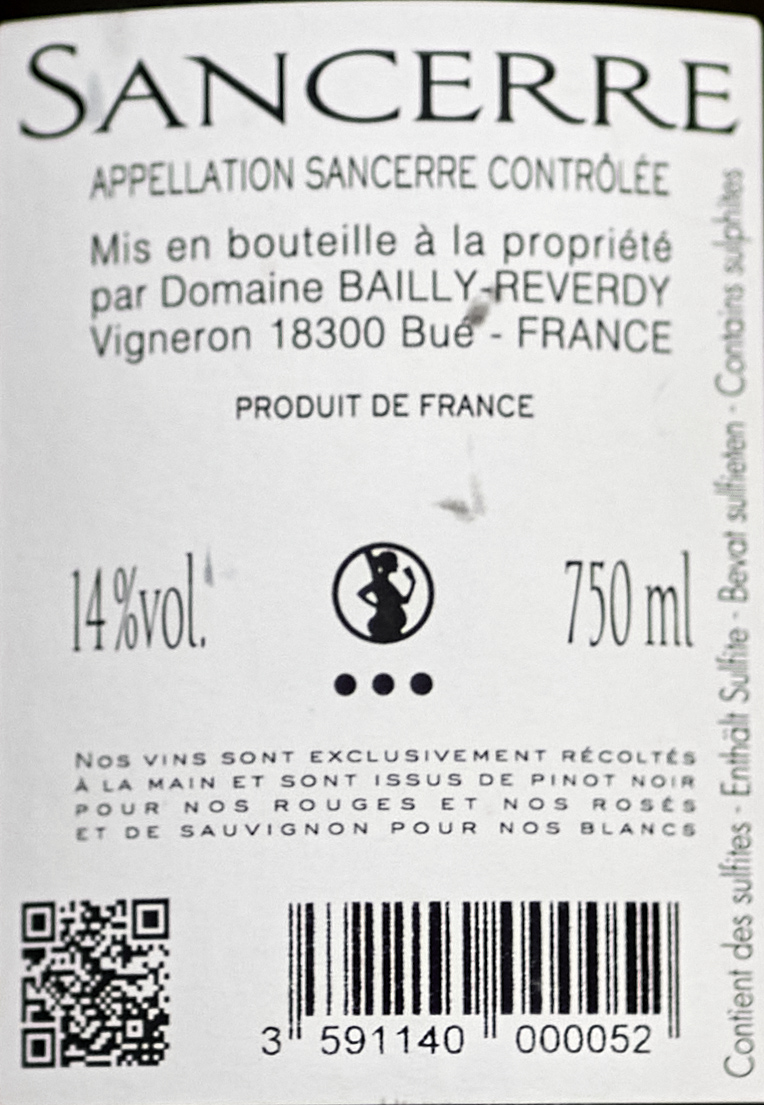 SANCERRE
APPELLATION SANCERRE CONTRÔLÉE
Mis en bouteille à la propriété
par Domaine BAILLY-REVERDY
Vigneron 18300 Bué - FRANCE
PRODUIT DE FRANCE
14%vol.
750 ml
NOS VINS SONT EXCLUSIVEMENT RÉCOLTÉS
À LA MAIN ET SONT ISSUS DE PINOT NOIR
POUR NOS ROUGES ET NOS ROSÉS
ET DE SAUVIGNON POUR NOS BLANCS
3 591140 000052
Contient des sulfites - Enthält Sulfite - Bevat sulfieten - Contains sulphites